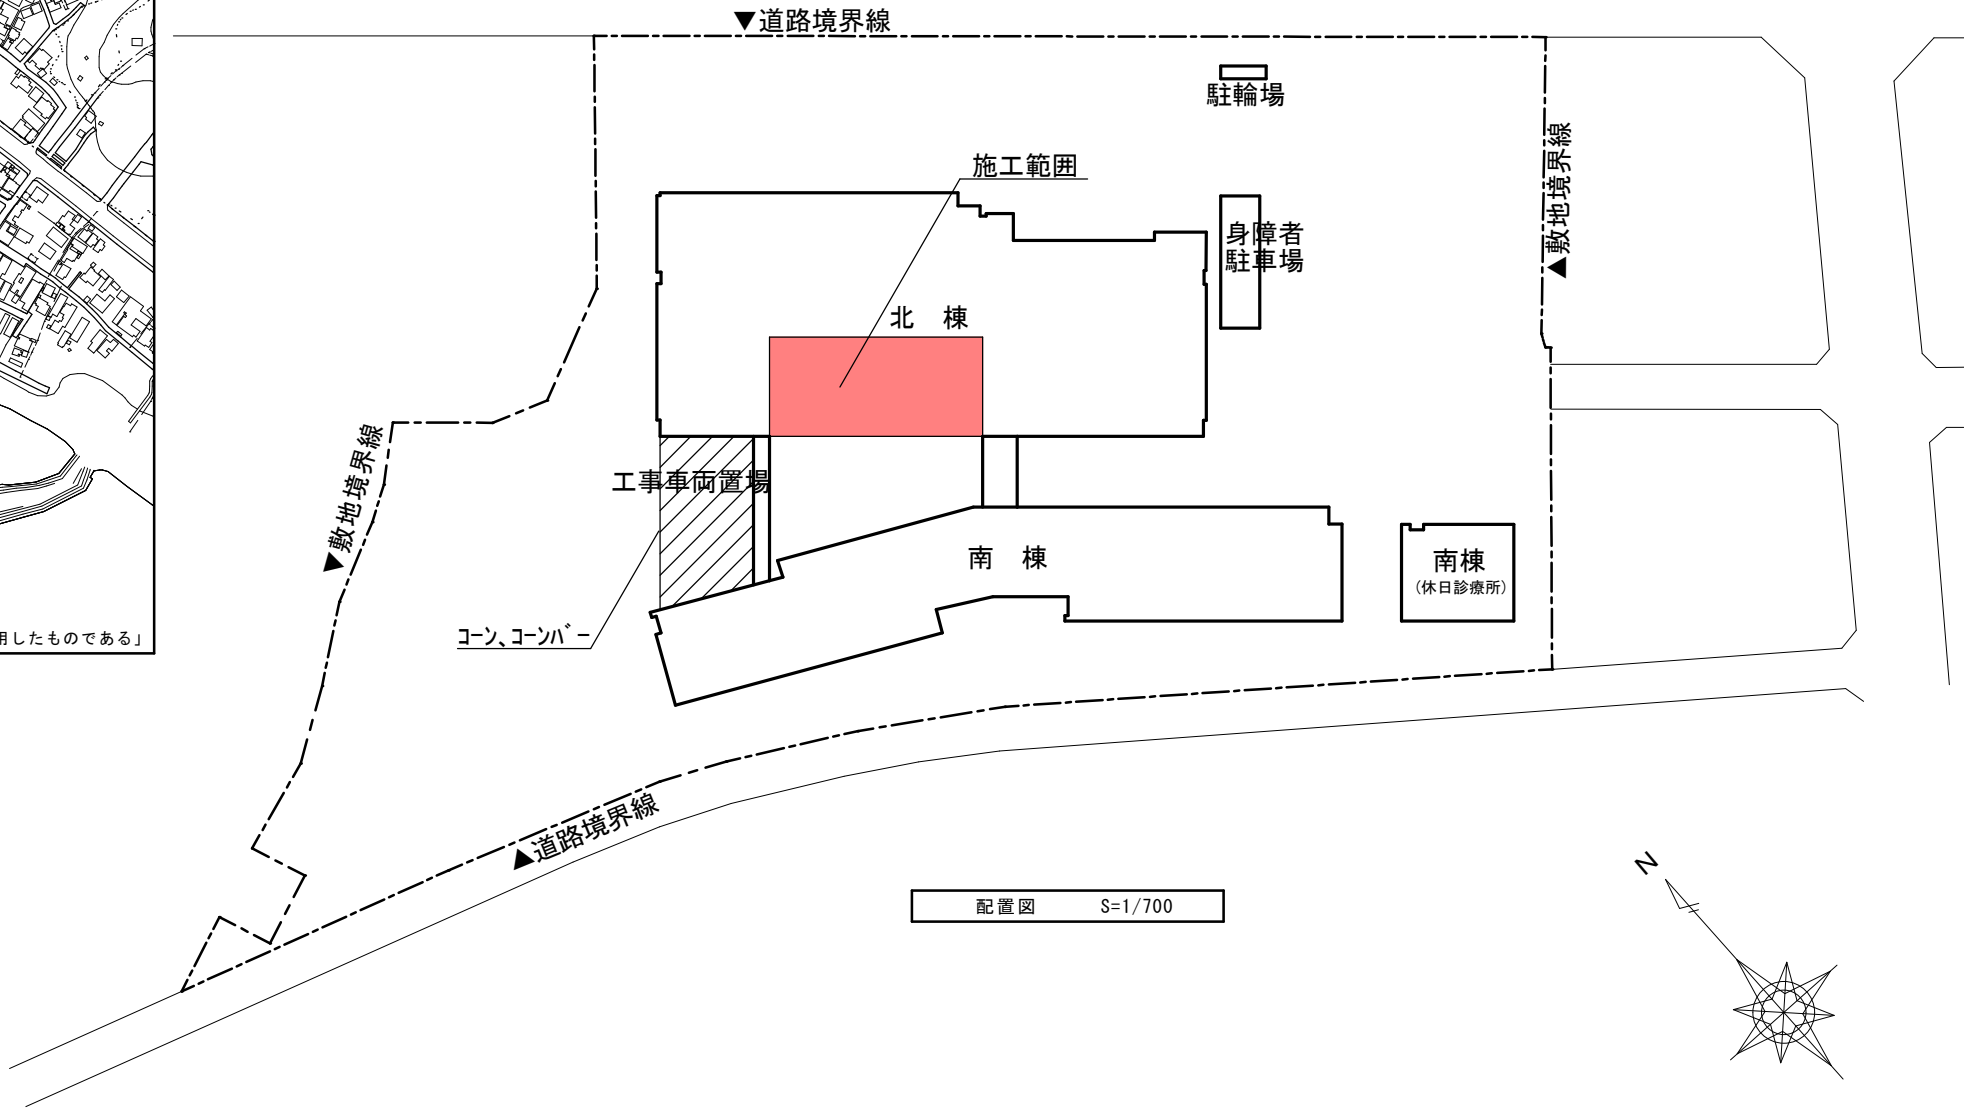 ▼道路境界線
駐輪場
施工範囲
▼敷地境界線
身障者
駐車場
北 棟
▼敷地境界線
工事車両置場
南 棟
南棟
(休日診療所)
コーン、コーンバー
用したものである」
▲道路境界線
N
配置図 S=1/700